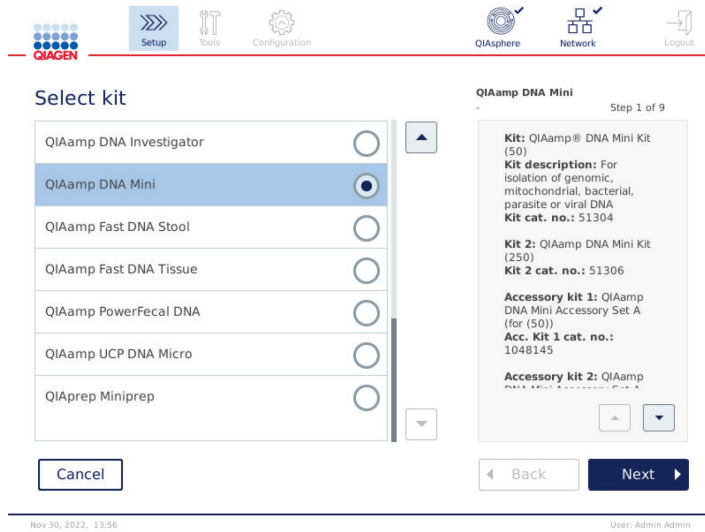 Setup
Tools
Configuration
QIAsphere
Network
Logout
QIAGEN
Select kit
QIAamp DNA Investigator
QIAamp DNA Mini
QIAamp Fast DNA Stool
QIAamp Fast DNA Tissue
QIAamp PowerFecal DNA
QIAamp UCP DNA Micro
QIAprep Miniprep
QIAamp DNA Mini
- Step 1 of 9
Kit: QIAamp® DNA Mini Kit
(50)
Kit description: For
isolation of genomic,
mitochondrial, bacterial,
parasite or viral DNA
Kit cat. no.: 51304
Kit 2: QIAamp DNA Mini Kit
(250)
Kit 2 cat. no.: 51306
Accessory kit 1: QIAamp
DNA Mini Accessory Set A
(for (50))
Acc. Kit 1 cat. no.:
1048145
Accessory kit 2: QIAamp
DNA Mini Accessory Set A
Cancel
Back
Next
Nov 30, 2022, 13:56
User: Admin Admin